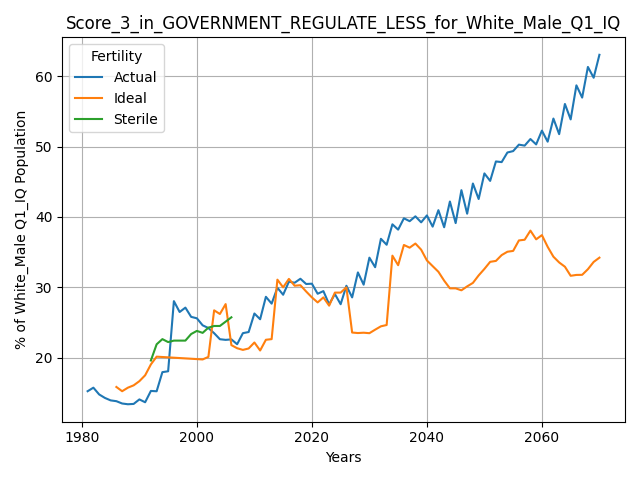 Score_3_in_GOVERNMENT_REGULATE_LESS_for_White_Male_Q1_IQ
Fertility
Actual
Ideal
Sterile
% of White_Male Q1_IQ Population
60
50
40
30
20
1980
2000
2020
2040
2060
Years